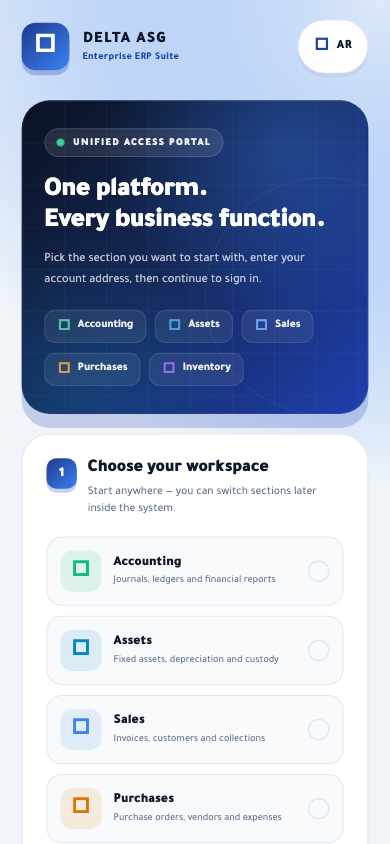 DELTA ASG
Enterprise ERP Suite
AR
UNIFIED ACCESS PORTAL
One platform.
Every business function.
Pick the section you want to start with, enter your
account address, then continue to sign in.
Accounting
Assets
Sales
Purchases
Inventory
1
Choose your workspace
Start anywhere — you can switch sections later
inside the system.
Accounting
Journals, ledgers and financial reports
Assets
Fixed assets, depreciation and custody
Sales
Invoices, customers and collections
Purchases
Purchase orders, vendors and expenses